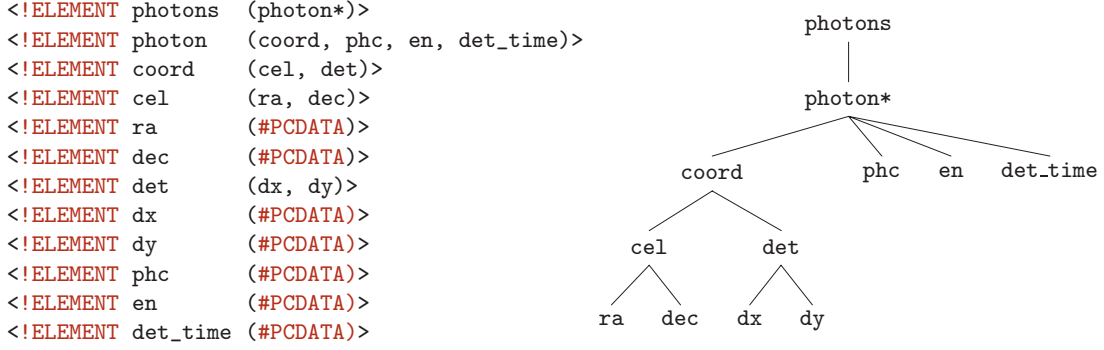 <!ELEMENT photons (photon*)>
<!ELEMENT photon (coord, phc, en, det_time)>
<!ELEMENT coord (cel, det)>
<!ELEMENT cel (ra, dec)>
<!ELEMENT ra (#PCDATA)>
<!ELEMENT dec (#PCDATA)>
<!ELEMENT det (dx, dy)>
<!ELEMENT dx (#PCDATA)>
<!ELEMENT dy (#PCDATA)>
<!ELEMENT phc (#PCDATA)>
<!ELEMENT en (#PCDATA)>
<!ELEMENT det_time (#PCDATA)>
photons
photon*
coord phc en det_time
cel det
ra dec dx dy